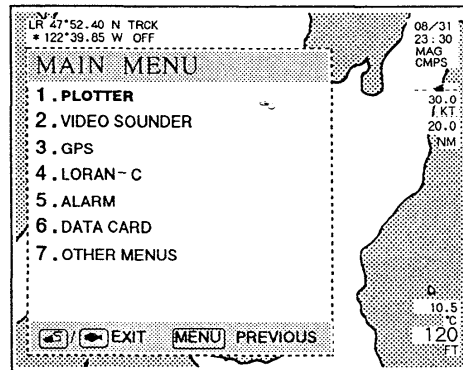 LR 47°52.40 N TRCK
* 122°39.85 W OFF
MAIN MENU
1. PLOTTER
2. VIDEO SOUNDER
3. GPS
4. LORAN-C
5. ALARM
6. DATA CARD
7. OTHER MENUS
/ EXIT MENU PREVIOUS
08/31
23:30
MAG
CMPS
30.0
KT
20.0
NM
10.5
°C
120
FT